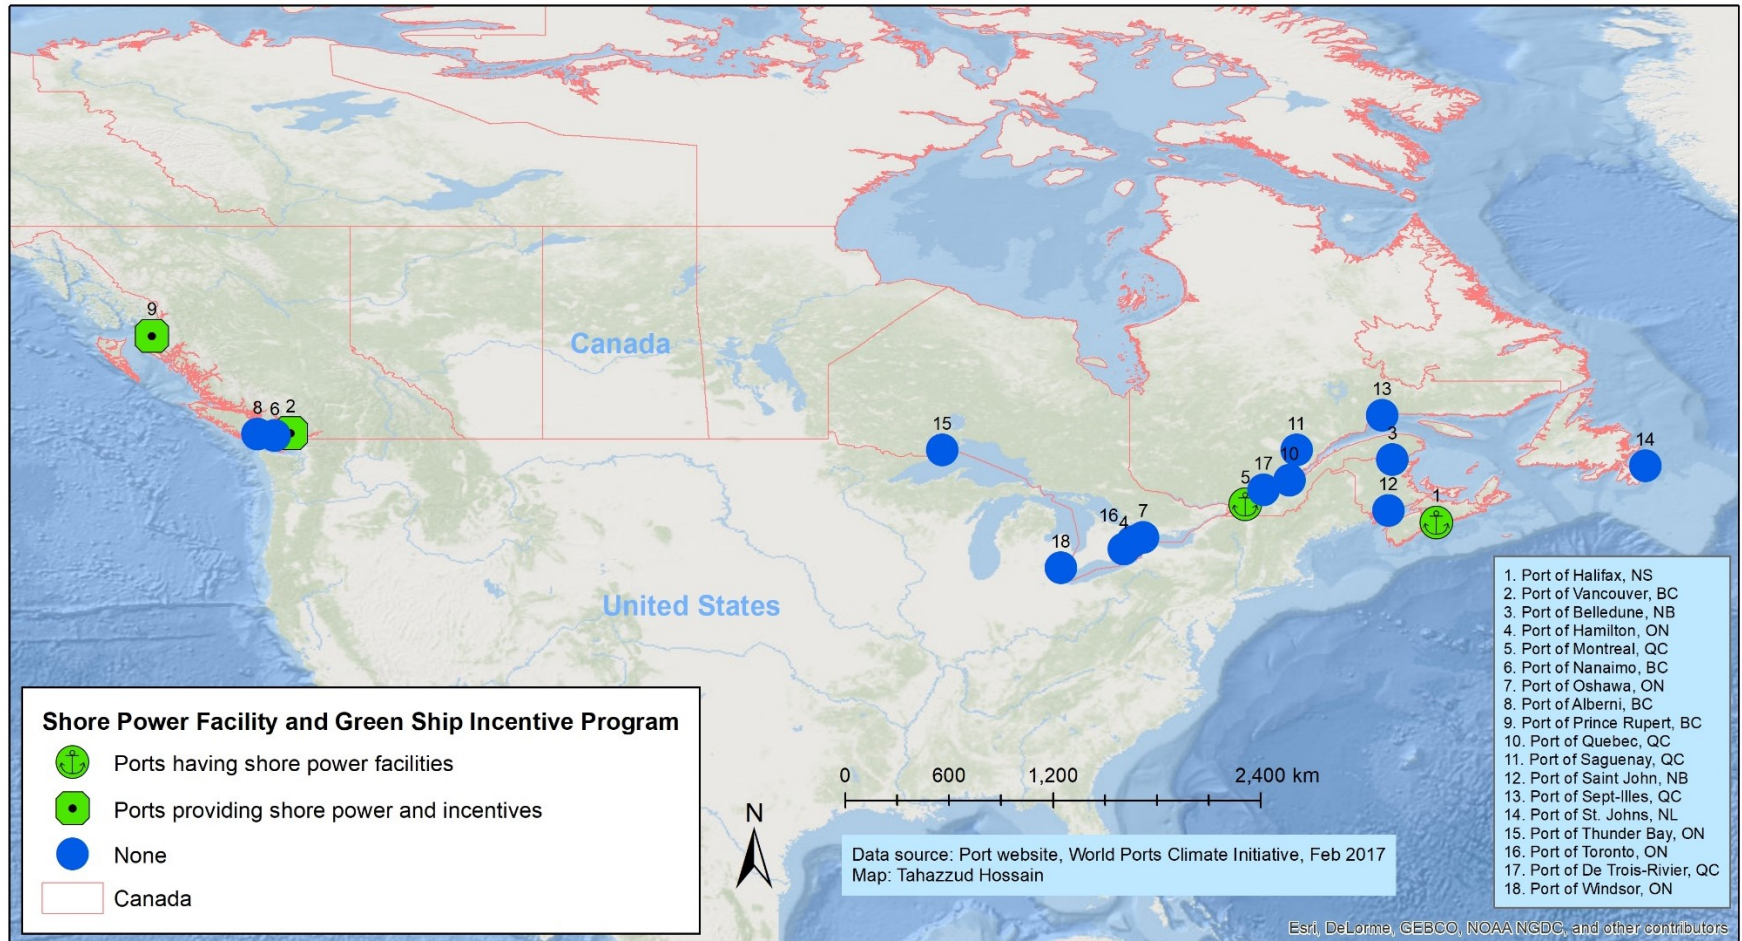 9
Canada
8 6 2
15
13
11
3
14
10
17
5
12
1
7
16
4
18
United States
1. Port of Halifax, NS
2. Port of Vancouver, BC
3. Port of Belledune, NB
4. Port of Hamilton, ON
5. Port of Montreal, QC
6. Port of Nanaimo, BC
7. Port of Oshawa, ON
8. Port of Alberni, BC
9. Port of Prince Rupert, BC
10. Port of Quebec, QC
11. Port of Saguenay, QC
12. Port of Saint John, NB
13. Port of Sept-Illes, QC
14. Port of St. Johns, NL
15. Port of Thunder Bay, ON
16. Port of Toronto, ON
17. Port of De Trois-Rivier, QC
18. Port of Windsor, ON
Shore Power Facility and Green Ship Incentive Program
Ports having shore power facilities
Ports providing shore power and incentives
None
Canada
N
0 600 1,200 2,400 km
Data source: Port website, World Ports Climate Initiative, Feb 2017
Map: Tahazzud Hossain
Esri, DeLorme, GEBCO, NOAA NGDC, and other contributors